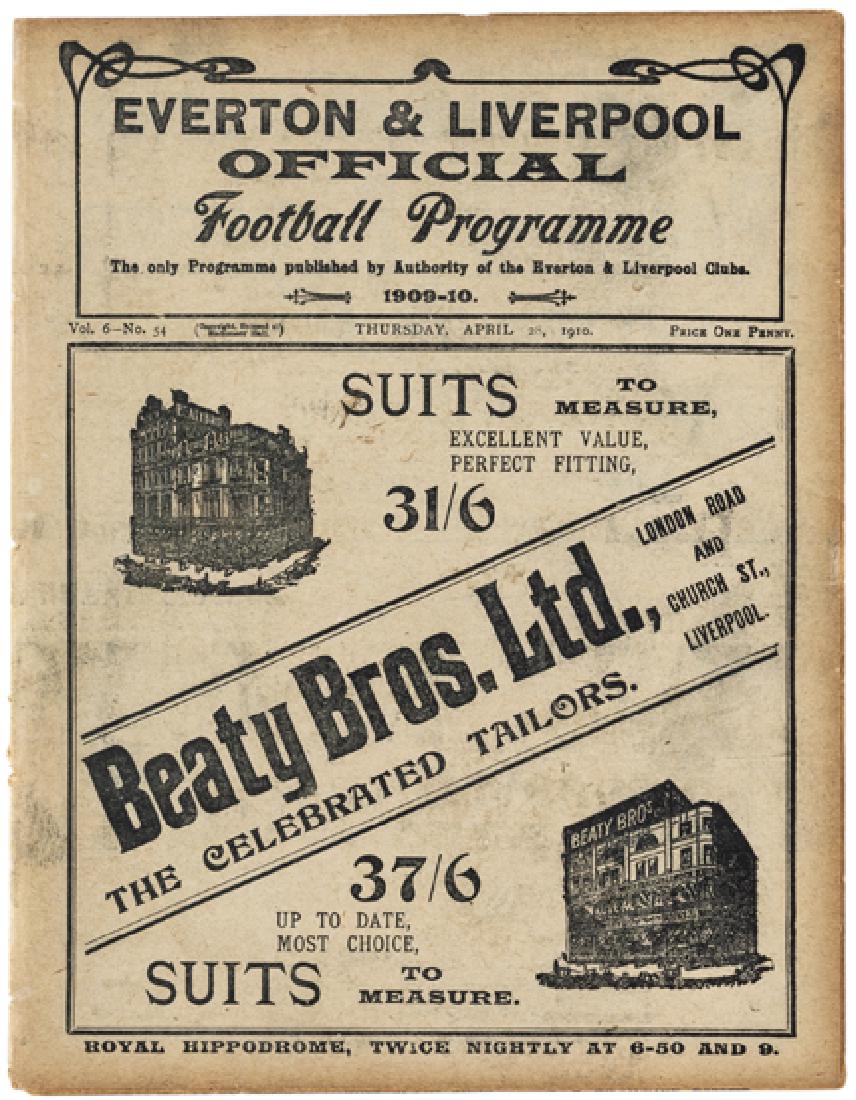 EVERTON & LIVERPOOL
OFFICIAL
Football Programme
The only Programme published by Authority of the Everton & Liverpool Clubs.
1909-10.
Vol. 6—No. 54 THURSDAY, APRIL 28, 1910. PRICE ONE PENNY.
SUITS TO MEASURE,
EXCELLENT VALUE,
PERFECT FITTING,
31/6
LONDON ROAD
AND
CHURCH ST.,
LIVERPOOL.
Beaty Bros. Ltd.,
THE CELEBRATED TAILORS.
BEATY BROS.
37/6
UP TO DATE,
MOST CHOICE,
SUITS TO MEASURE.
ROYAL HIPPODROME, TWICE NIGHTLY AT 6-50 AND 9.